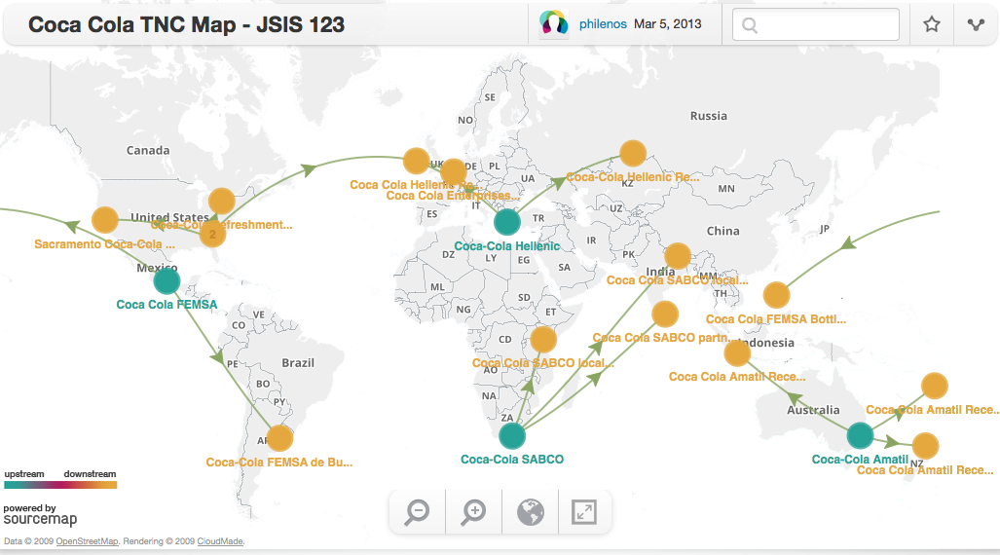 Coca Cola TNC Map - JSIS 123
philenos Mar 5, 2013
SE
Russia
NO
Canada
UK
DE
PL
UA
Coca Cola Hellenic Re...
Coca-Cola Hellenic Re...
KZ
MN
Coca Cola Enterprises...
IT
UZ
ES
TR
United States
Coca-Cola Refreshment...
2
China
JP
Sacramento Coca-Cola ...
Coca-Cola Hellenic
IR
PK
DZ
LY
EG
SA
Mexico
India
MM
Coca Cola SABCO local...
ML
TH
Coca Cola FEMSA
SD
NG
ET
VE
CO
Coca Cola FEMSA Bottl...
CD
Coca Cola SABCO partn...
Indonesia
PE
Brazil
Coca Cola SABCO local...
AO
Coca Cola Amatil Rece...
BO
NA
PY
Australia
Coca Cola Amatil Rece...
ZA
AR
Coca-Cola FEMSA de Bu...
Coca-Cola SABCO
Coca-Cola Amatil
NZ
Coca Cola Amatil Rece...
upstream downstream
powered by
sourcemap
Data © 2009 OpenStreetMap. Rendering © 2009 CloudMade.